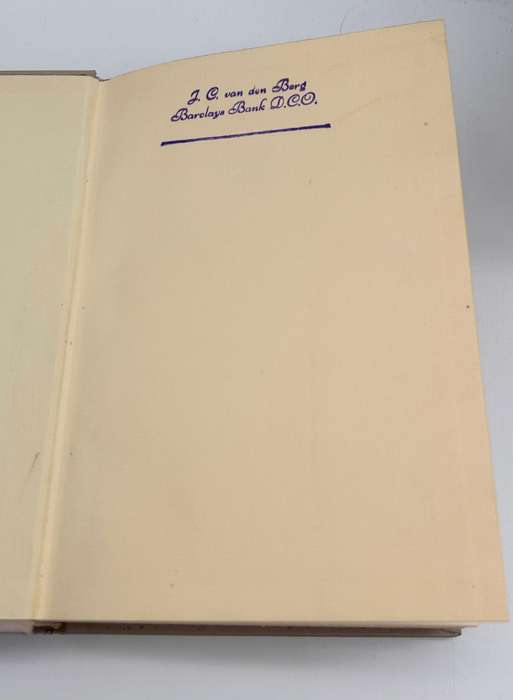 J. C. van den Berg
Barclays Bank D.C.O.